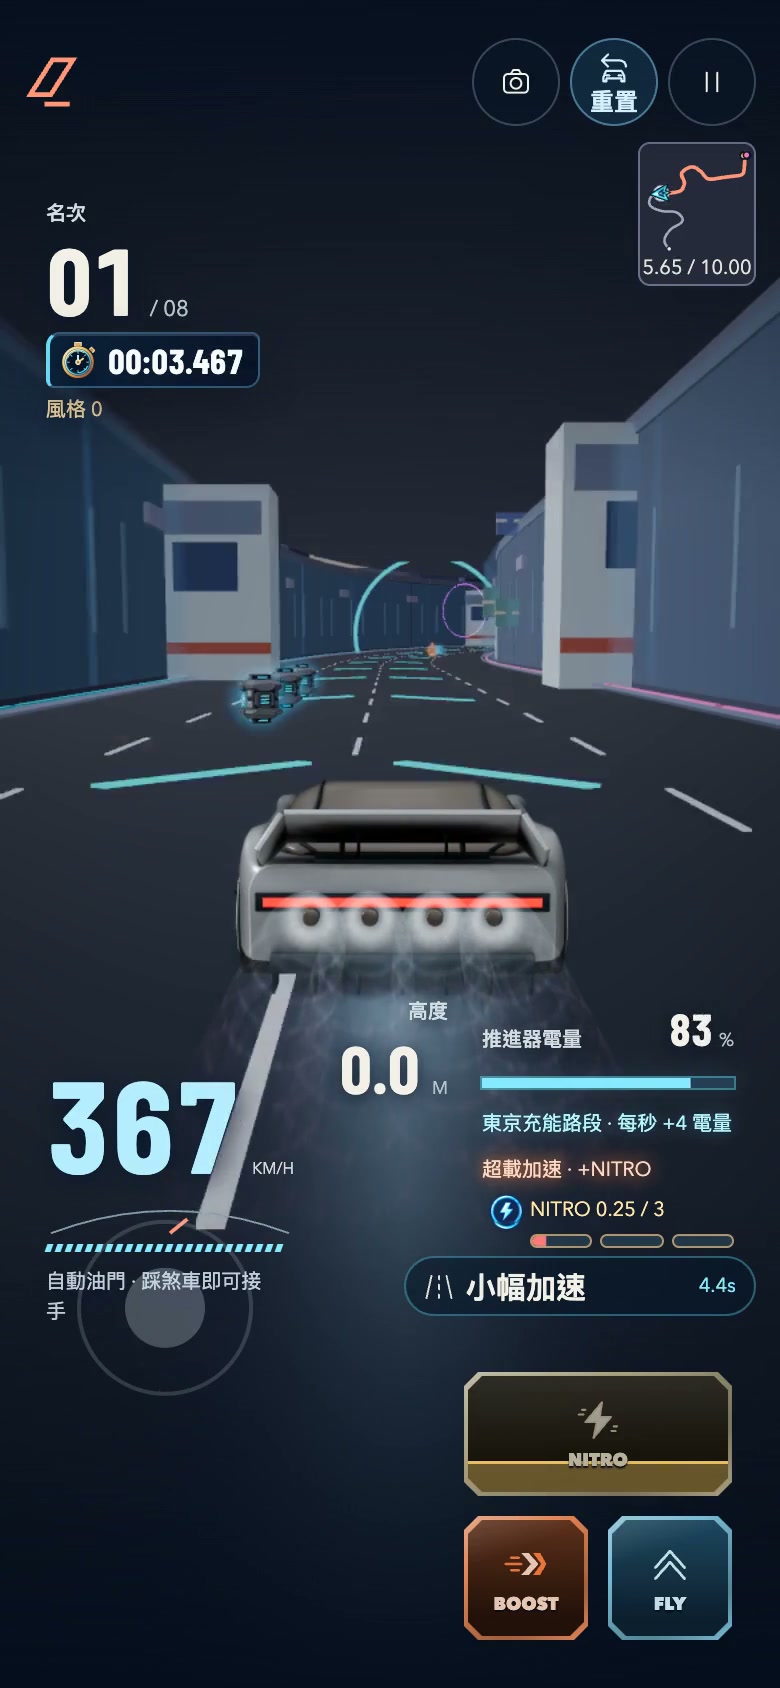 重置
5.65 / 10.00
名次
01 / 08
00:03.467
風格 0
高度
0.0 M
推進器電量 83 %
367 KM/H
東京充能路段 · 每秒 +4 電量
超載加速 · +NITRO
NITRO 0.25 / 3
自動油門 · 踩煞車即可接
手
小幅加速 4.4s
NITRO
BOOST
FLY